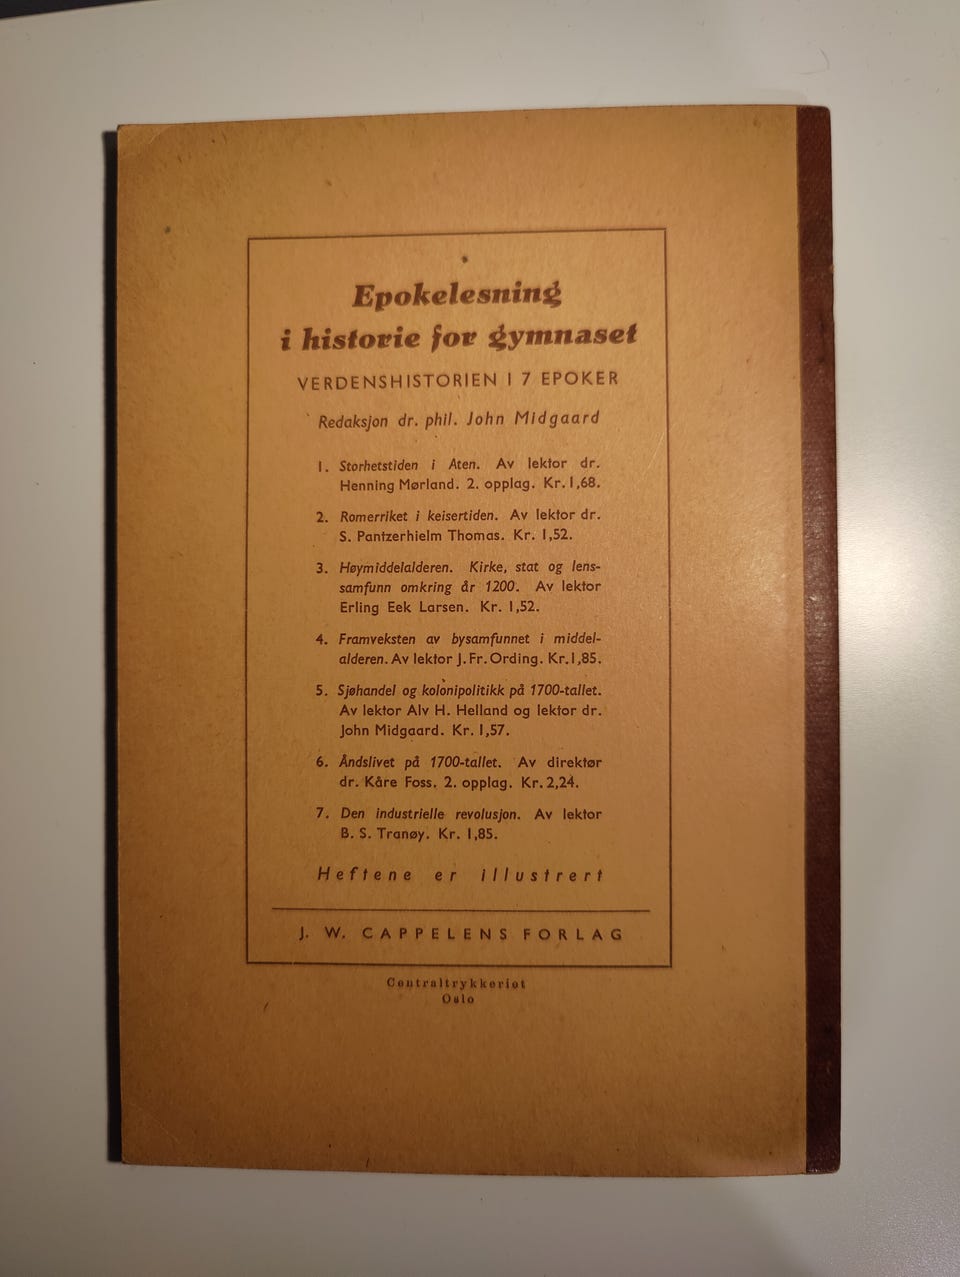 Epokelesning
i historie for gymnaset
VERDENSHISTORIEN I 7 EPOKER
Redaksjon dr. phil. John Midgaard
1. Storhetstiden i Aten. Av lektor dr.
Henning Mørland. 2. opplag. Kr. 1,68.
2. Romerriket i keisertiden. Av lektor dr.
S. Pantzerhielm Thomas. Kr. 1,52.
3. Høymiddelalderen. Kirke, stat og lens-
samfunn omkring år 1200. Av lektor
Erling Eek Larsen. Kr. 1,52.
4. Framveksten av bysamfunnet i middel-
alderen. Av lektor J. Fr. Ording. Kr. 1,85.
5. Sjøhandel og kolonipolitikk på 1700-tallet.
Av lektor Alv H. Helland og lektor dr.
John Midgaard. Kr. 1,57.
6. Åndslivet på 1700-tallet. Av direktør
dr. Kåre Foss. 2. opplag. Kr. 2,24.
7. Den industrielle revolusjon. Av lektor
B. S. Tranøy. Kr. 1,85.
Heftene er illustrert
J. W. CAPPELENS FORLAG
Centraltrykkeriet
Oslo